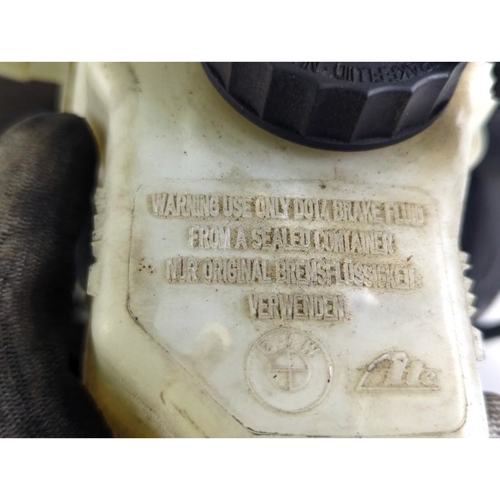 WARNING USE ONLY DOT4 BRAKE FLUID
FROM A SEALED CONTAINER
NUR ORIGINAL BREMSFLÜSSIGKEIT
VERWENDEN
BMW
Ate